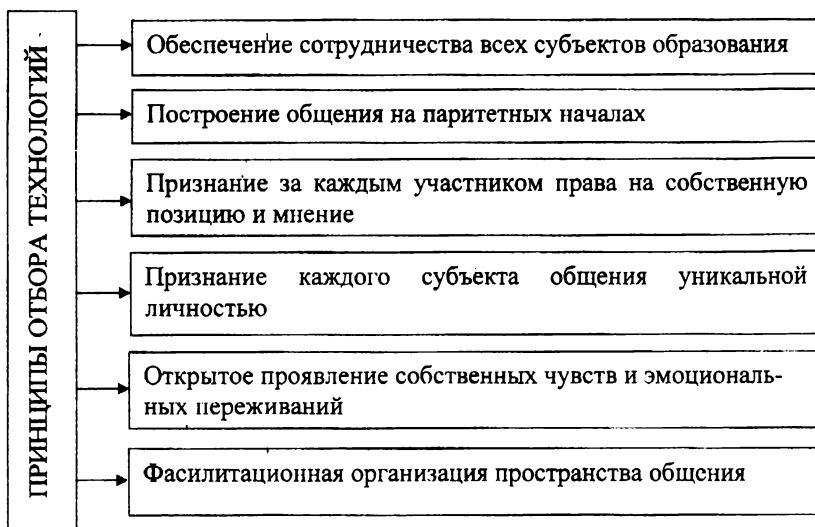 ПРИНЦИПЫ ОТБОРА ТЕХНОЛОГИЙ
Обеспечение сотрудничества всех субъектов образования
Построение общения на паритетных началах
Признание за каждым участником права на собственную
позицию и мнение
Признание каждого субъекта общения уникальной
личностью
Открытое проявление собственных чувств и эмоциональ-
ных переживаний
Фасилитационная организация пространства общения